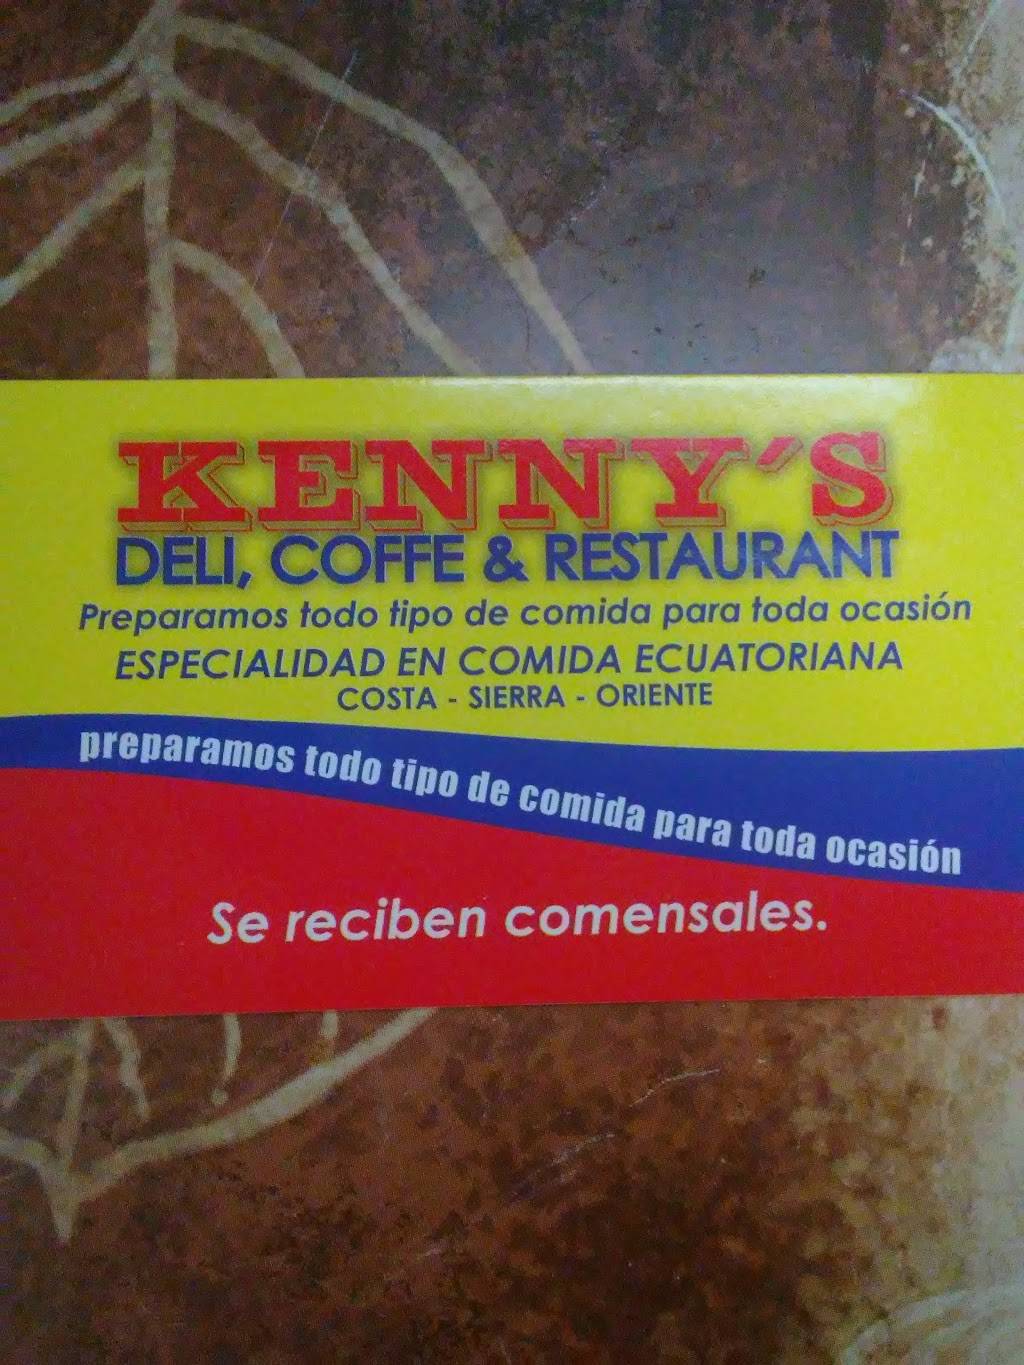 KENNY´S
DELI, COFFE & RESTAURANT
Preparamos todo tipo de comida para toda ocasión
ESPECIALIDAD EN COMIDA ECUATORIANA
COSTA - SIERRA - ORIENTE
preparamos todo tipo de comida para toda ocasión
Se reciben comensales.